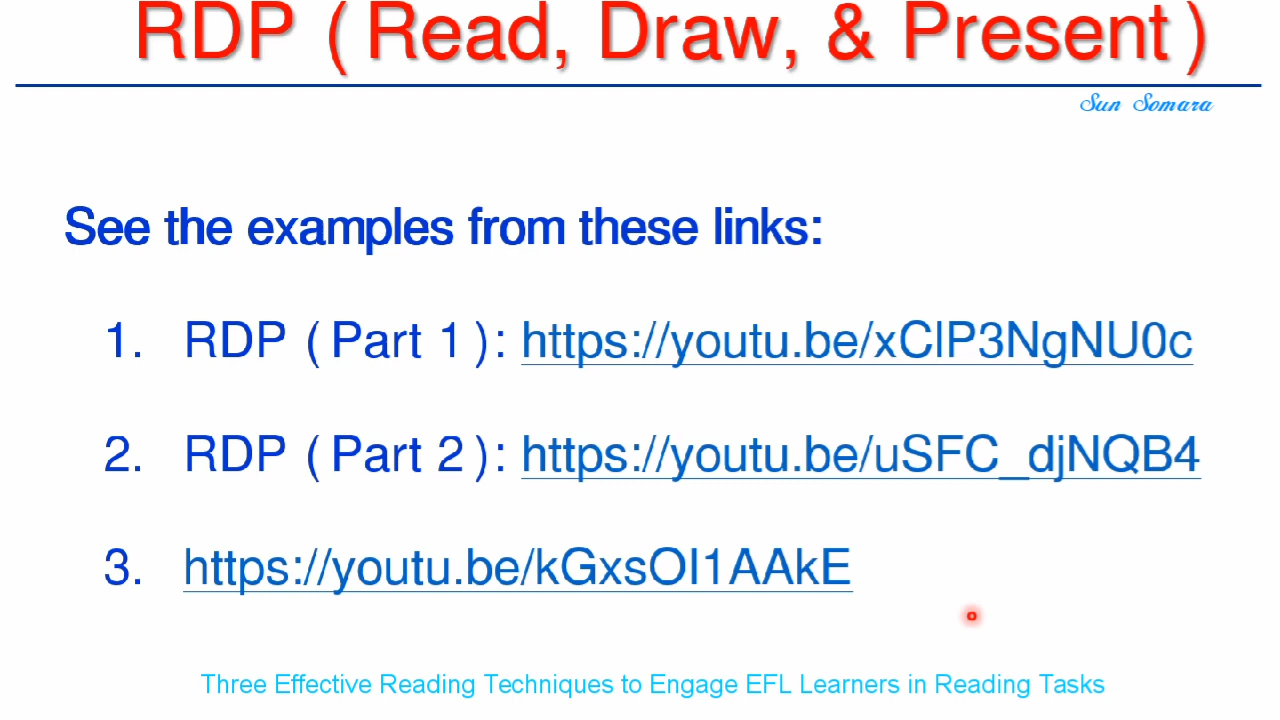 RDP ( Read, Draw, & Present )
Sun Somara
See the examples from these links:
1. RDP ( Part 1 ): https://youtu.be/xClP3NgNU0c
2. RDP ( Part 2 ): https://youtu.be/uSFC_djNQB4
3. https://youtu.be/kGxsOl1AAkE
Three Effective Reading Techniques to Engage EFL Learners in Reading Tasks